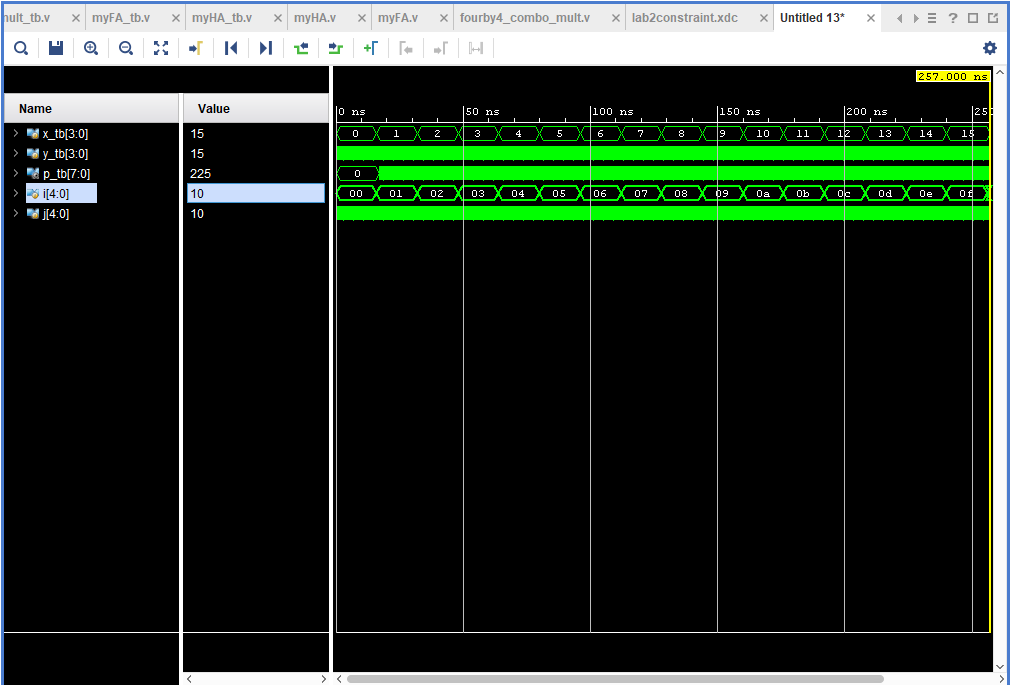 mult_tb.v myFA_tb.v myHA_tb.v myHA.v myFA.v fourby4_combo_mult.v lab2constraint.xdc Untitled 13*
257.000 ns
Name Value
0 ns 50 ns 100 ns 150 ns 200 ns 250
x_tb[3:0] 15 0 1 2 3 4 5 6 7 8 9 10 11 12 13 14 15
y_tb[3:0] 15
p_tb[7:0] 225 0
i[4:0] 10 00 01 02 03 04 05 06 07 08 09 0a 0b 0c 0d 0e 0f
j[4:0] 10